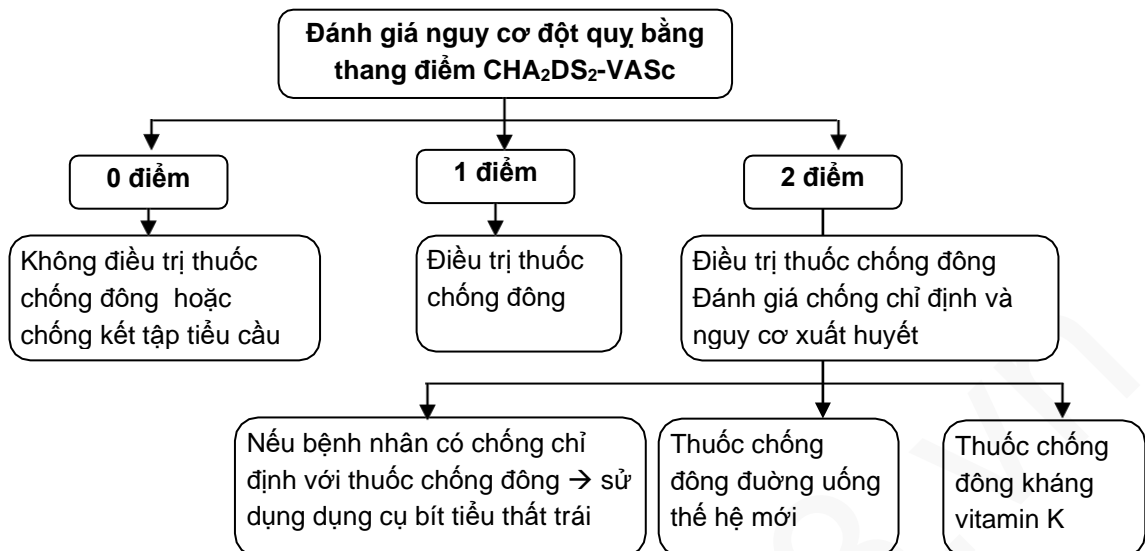 Đánh giá nguy cơ đột quỵ bằng
thang điểm CHA₂DS₂-VASc
0 điểm
1 điểm
2 điểm
Không điều trị thuốc
chống đông hoặc
chống kết tập tiểu cầu
Điều trị thuốc
chống đông
Điều trị thuốc chống đông
Đánh giá chống chỉ định và
nguy cơ xuất huyết
Nếu bệnh nhân có chống chỉ
định với thuốc chống đông → sử
dụng dụng cụ bít tiểu thất trái
Thuốc chống
đông đuờng uống
thế hệ mới
Thuốc chống
đông kháng
vitamin K